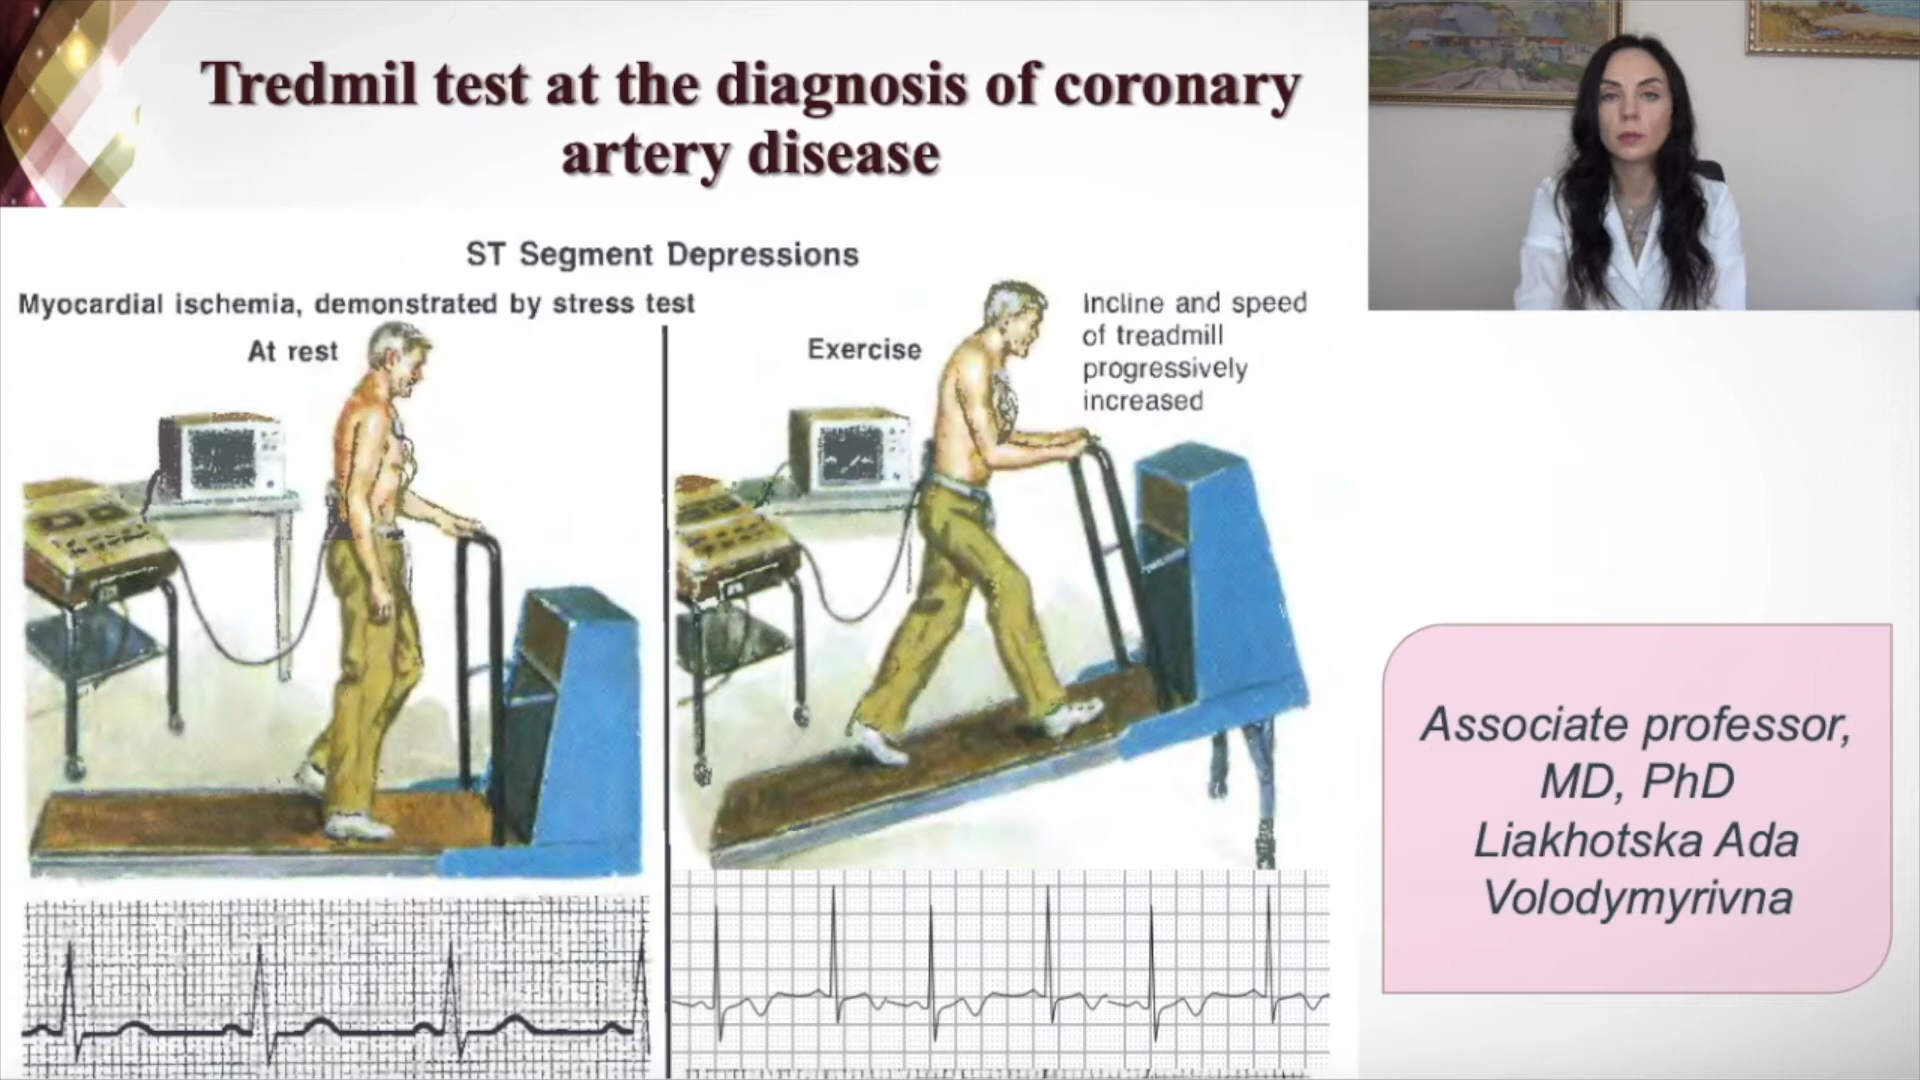 Tredmil test at the diagnosis of coronary
artery disease
ST Segment Depressions
Myocardial ischemia, demonstrated by stress test
At rest
Exercise
Incline and speed
of treadmill
progressively
increased
Associate professor,
MD, PhD
Liakhotska Ada
Volodymyrivna